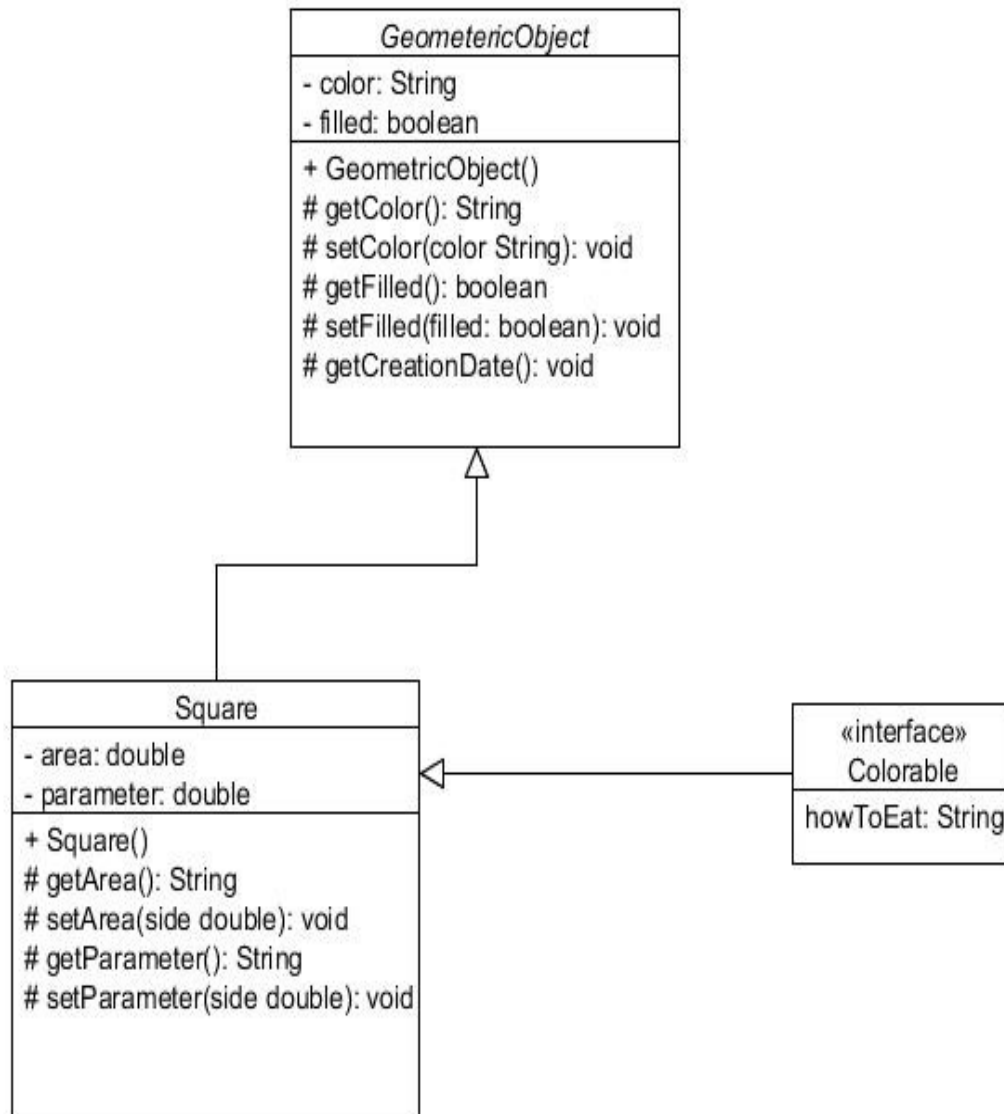 GeometericObject
- color: String
- filled: boolean
+ GeometricObject()
# getColor(): String
# setColor(color String): void
# getFilled(): boolean
# setFilled(filled: boolean): void
# getCreationDate(): void
Square
- area: double
- parameter: double
+ Square()
# getArea(): String
# setArea(side double): void
# getParameter(): String
# setParameter(side double): void
«interface»
Colorable
howToEat: String